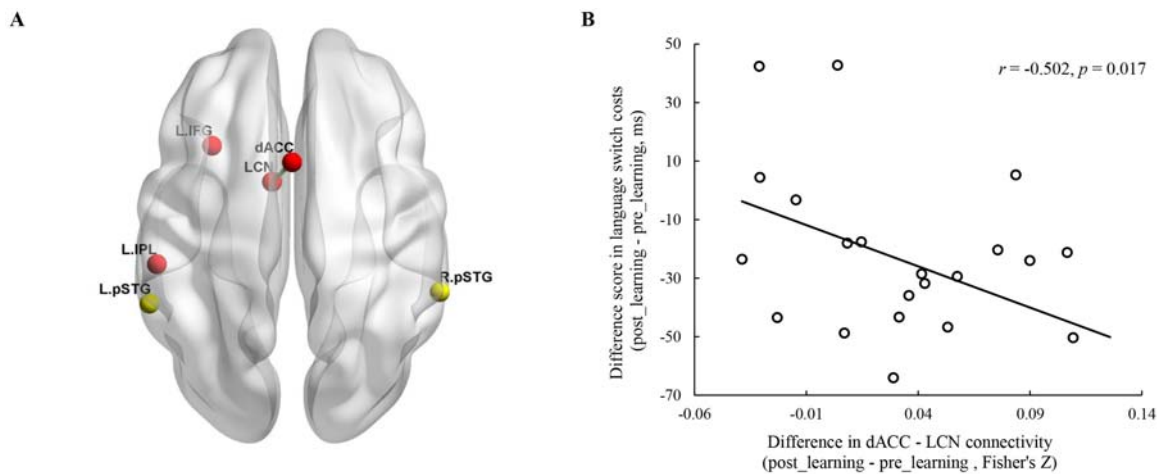 A
L.IFG
dACC
LCN
L.IPL
L.pSTG
R.pSTG
B
Difference score in language switch costs
(post_learning - pre_learning, ms)
50
30
10
-10
-30
-50
-70
r = -0.502, p = 0.017
-0.06 -0.01 0.04 0.09 0.14
Difference in dACC - LCN connectivity
(post_learning - pre_learning , Fisher's Z)